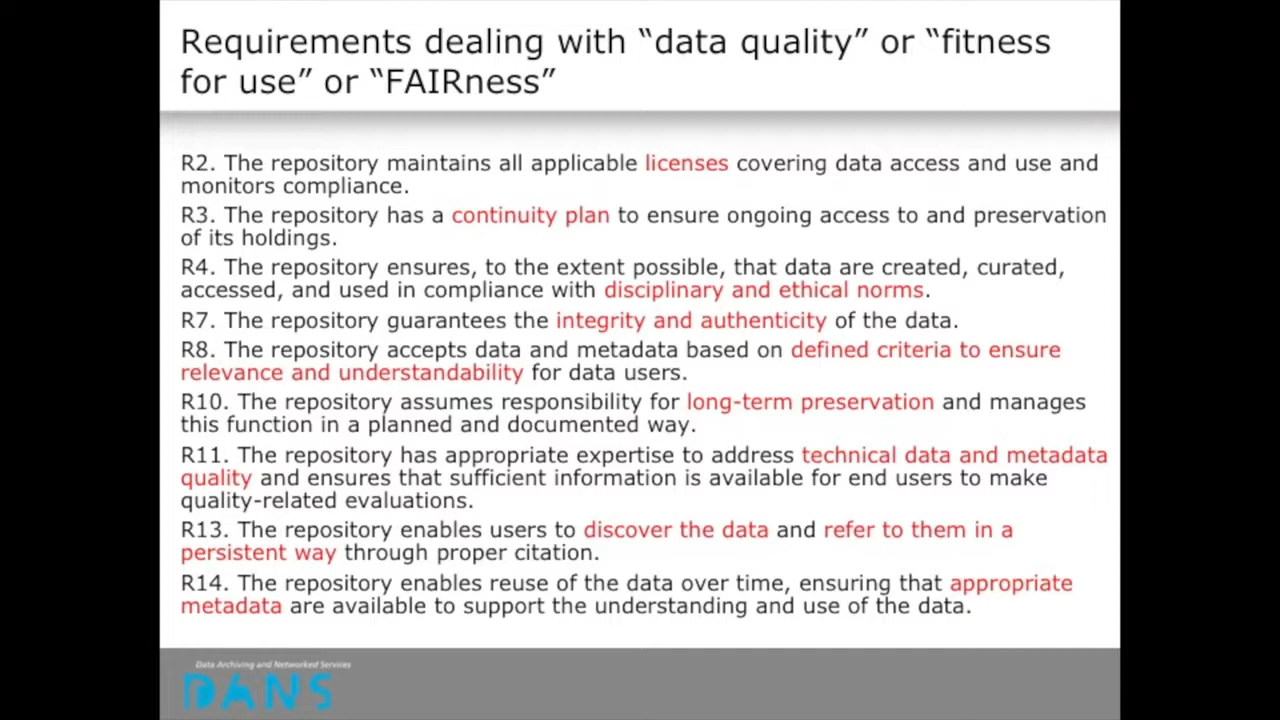 Requirements dealing with “data quality” or “fitness
for use” or “FAIRness”
R2. The repository maintains all applicable licenses covering data access and use and
monitors compliance.
R3. The repository has a continuity plan to ensure ongoing access to and preservation
of its holdings.
R4. The repository ensures, to the extent possible, that data are created, curated,
accessed, and used in compliance with disciplinary and ethical norms.
R7. The repository guarantees the integrity and authenticity of the data.
R8. The repository accepts data and metadata based on defined criteria to ensure
relevance and understandability for data users.
R10. The repository assumes responsibility for long-term preservation and manages
this function in a planned and documented way.
R11. The repository has appropriate expertise to address technical data and metadata
quality and ensures that sufficient information is available for end users to make
quality-related evaluations.
R13. The repository enables users to discover the data and refer to them in a
persistent way through proper citation.
R14. The repository enables reuse of the data over time, ensuring that appropriate
metadata are available to support the understanding and use of the data.
Data Archiving and Networked Services
DANS